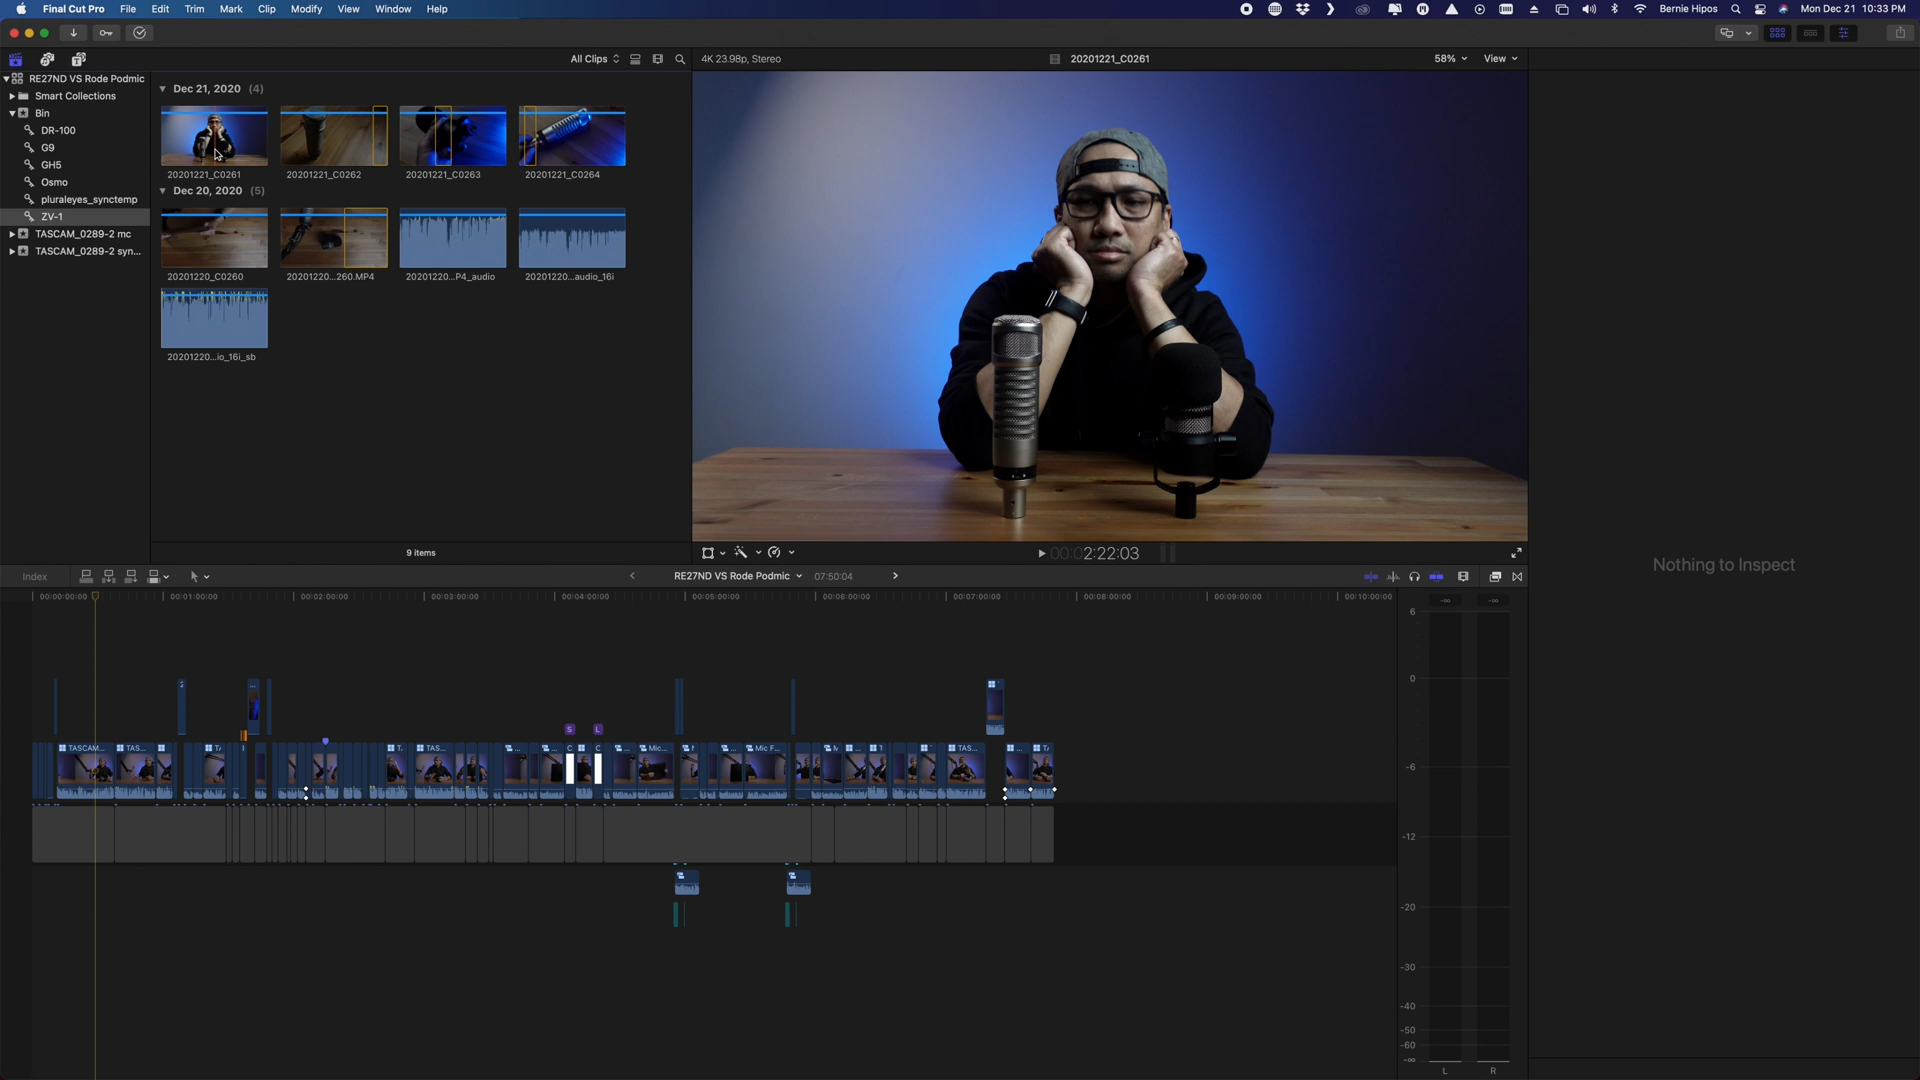 Final Cut Pro File Edit Trim Mark Clip Modify View Window Help Bernie Hipos Mon Dec 21 10:33 PM
All Clips 4K 23.98p, Stereo 20201221_C0261 58% View
RE27ND VS Rode Podmic
Smart Collections
Bin
DR-100
G9
GH5
Osmo
pluraleyes_synctemp
ZV-1
TASCAM_0289-2 mc
TASCAM_0289-2 syn...
Dec 21, 2020 (4)
20201221_C0261 20201221_C0262 20201221_C0263 20201221_C0264
Dec 20, 2020 (5)
20201220_C0260 20201220...260.MP4 20201220...P4_audio 20201220...audio_16i
20201220...io_16i_sb
9 items
00:02:22:03
Nothing to Inspect
Index RE27ND VS Rode Podmic 07:50:04
00:00:00:00 00:01:00:00 00:02:00:00 00:03:00:00 00:04:00:00 00:05:00:00 00:06:00:00 00:07:00:00 00:08:00:00 00:09:00:00 00:10:00:00
-∞ -∞
6
0
S L
TASCAM... TAS... TAS... Mic... Mic F... TAS...
-6
-12
-20
-30
-40
-50
-60
-∞
L R